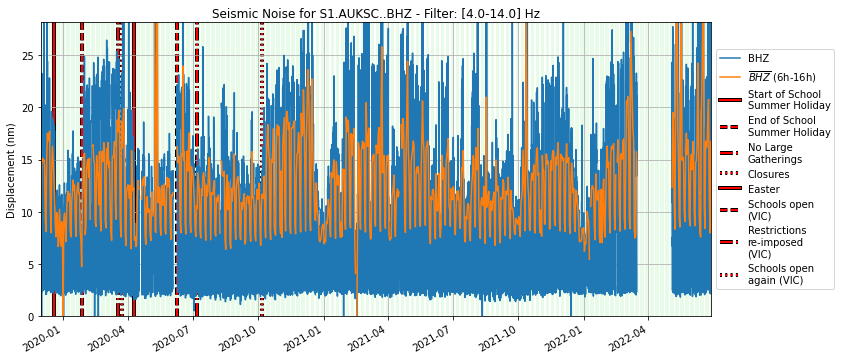 Seismic Noise for S1.AUKSC..BHZ - Filter: [4.0-14.0] Hz
Displacement (nm)
25
20
15
10
5
0
2020-01
2020-04
2020-07
2020-10
2021-01
2021-04
2021-07
2021-10
2022-01
2022-04
BHZ
BHZ (6h-16h)
Start of School
Summer Holiday
End of School
Summer Holiday
No Large
Gatherings
Closures
Easter
Schools open
(VIC)
Restrictions
re-imposed
(VIC)
Schools open
again (VIC)